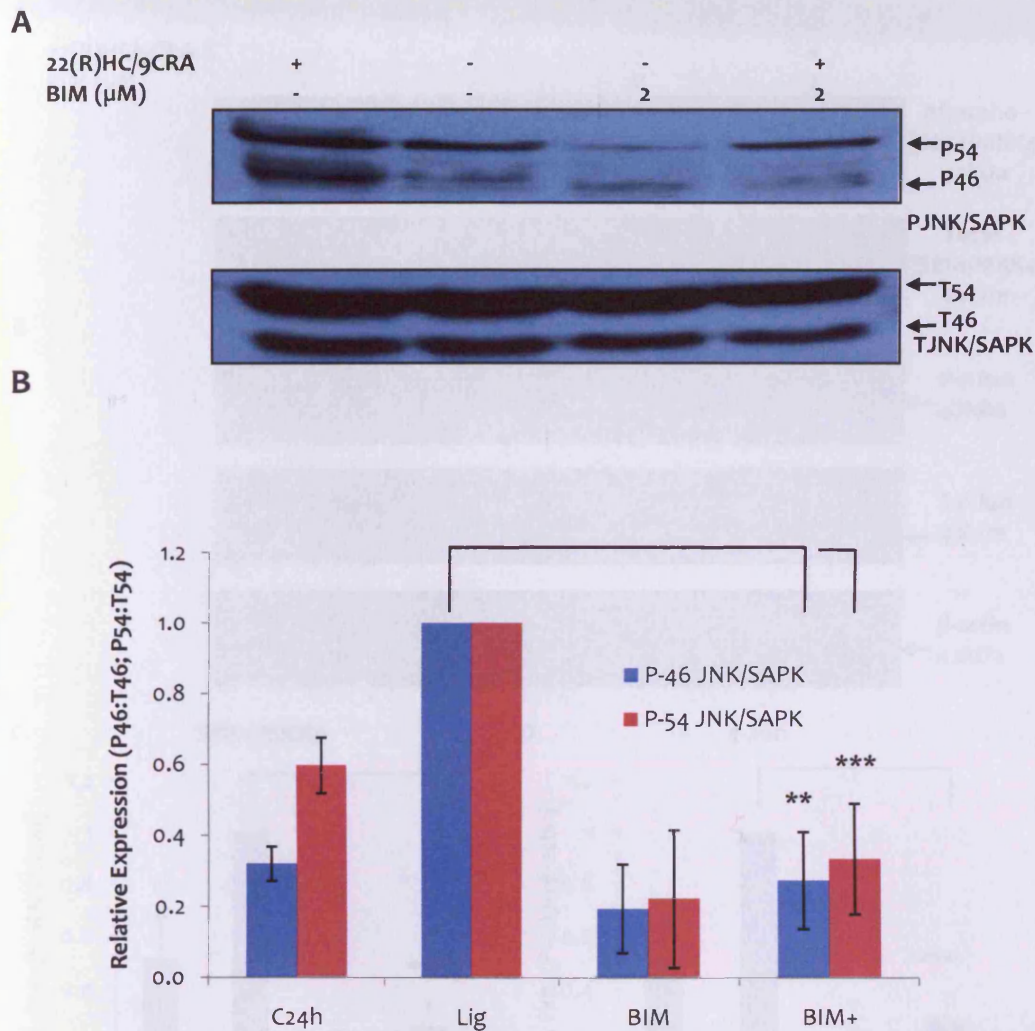 A
22(R)HC/9CRA + - - +
BIM (μM) - - 2 2
P54
P46
PJNK/SAPK
T54
T46
TJNK/SAPK
B
Relative Expression (P46:T46; P54:T54)
1.2
1.0
0.8
0.6
0.4
0.2
0.0
P-46 JNK/SAPK
P-54 JNK/SAPK
**
***
C24h Lig BIM BIM+